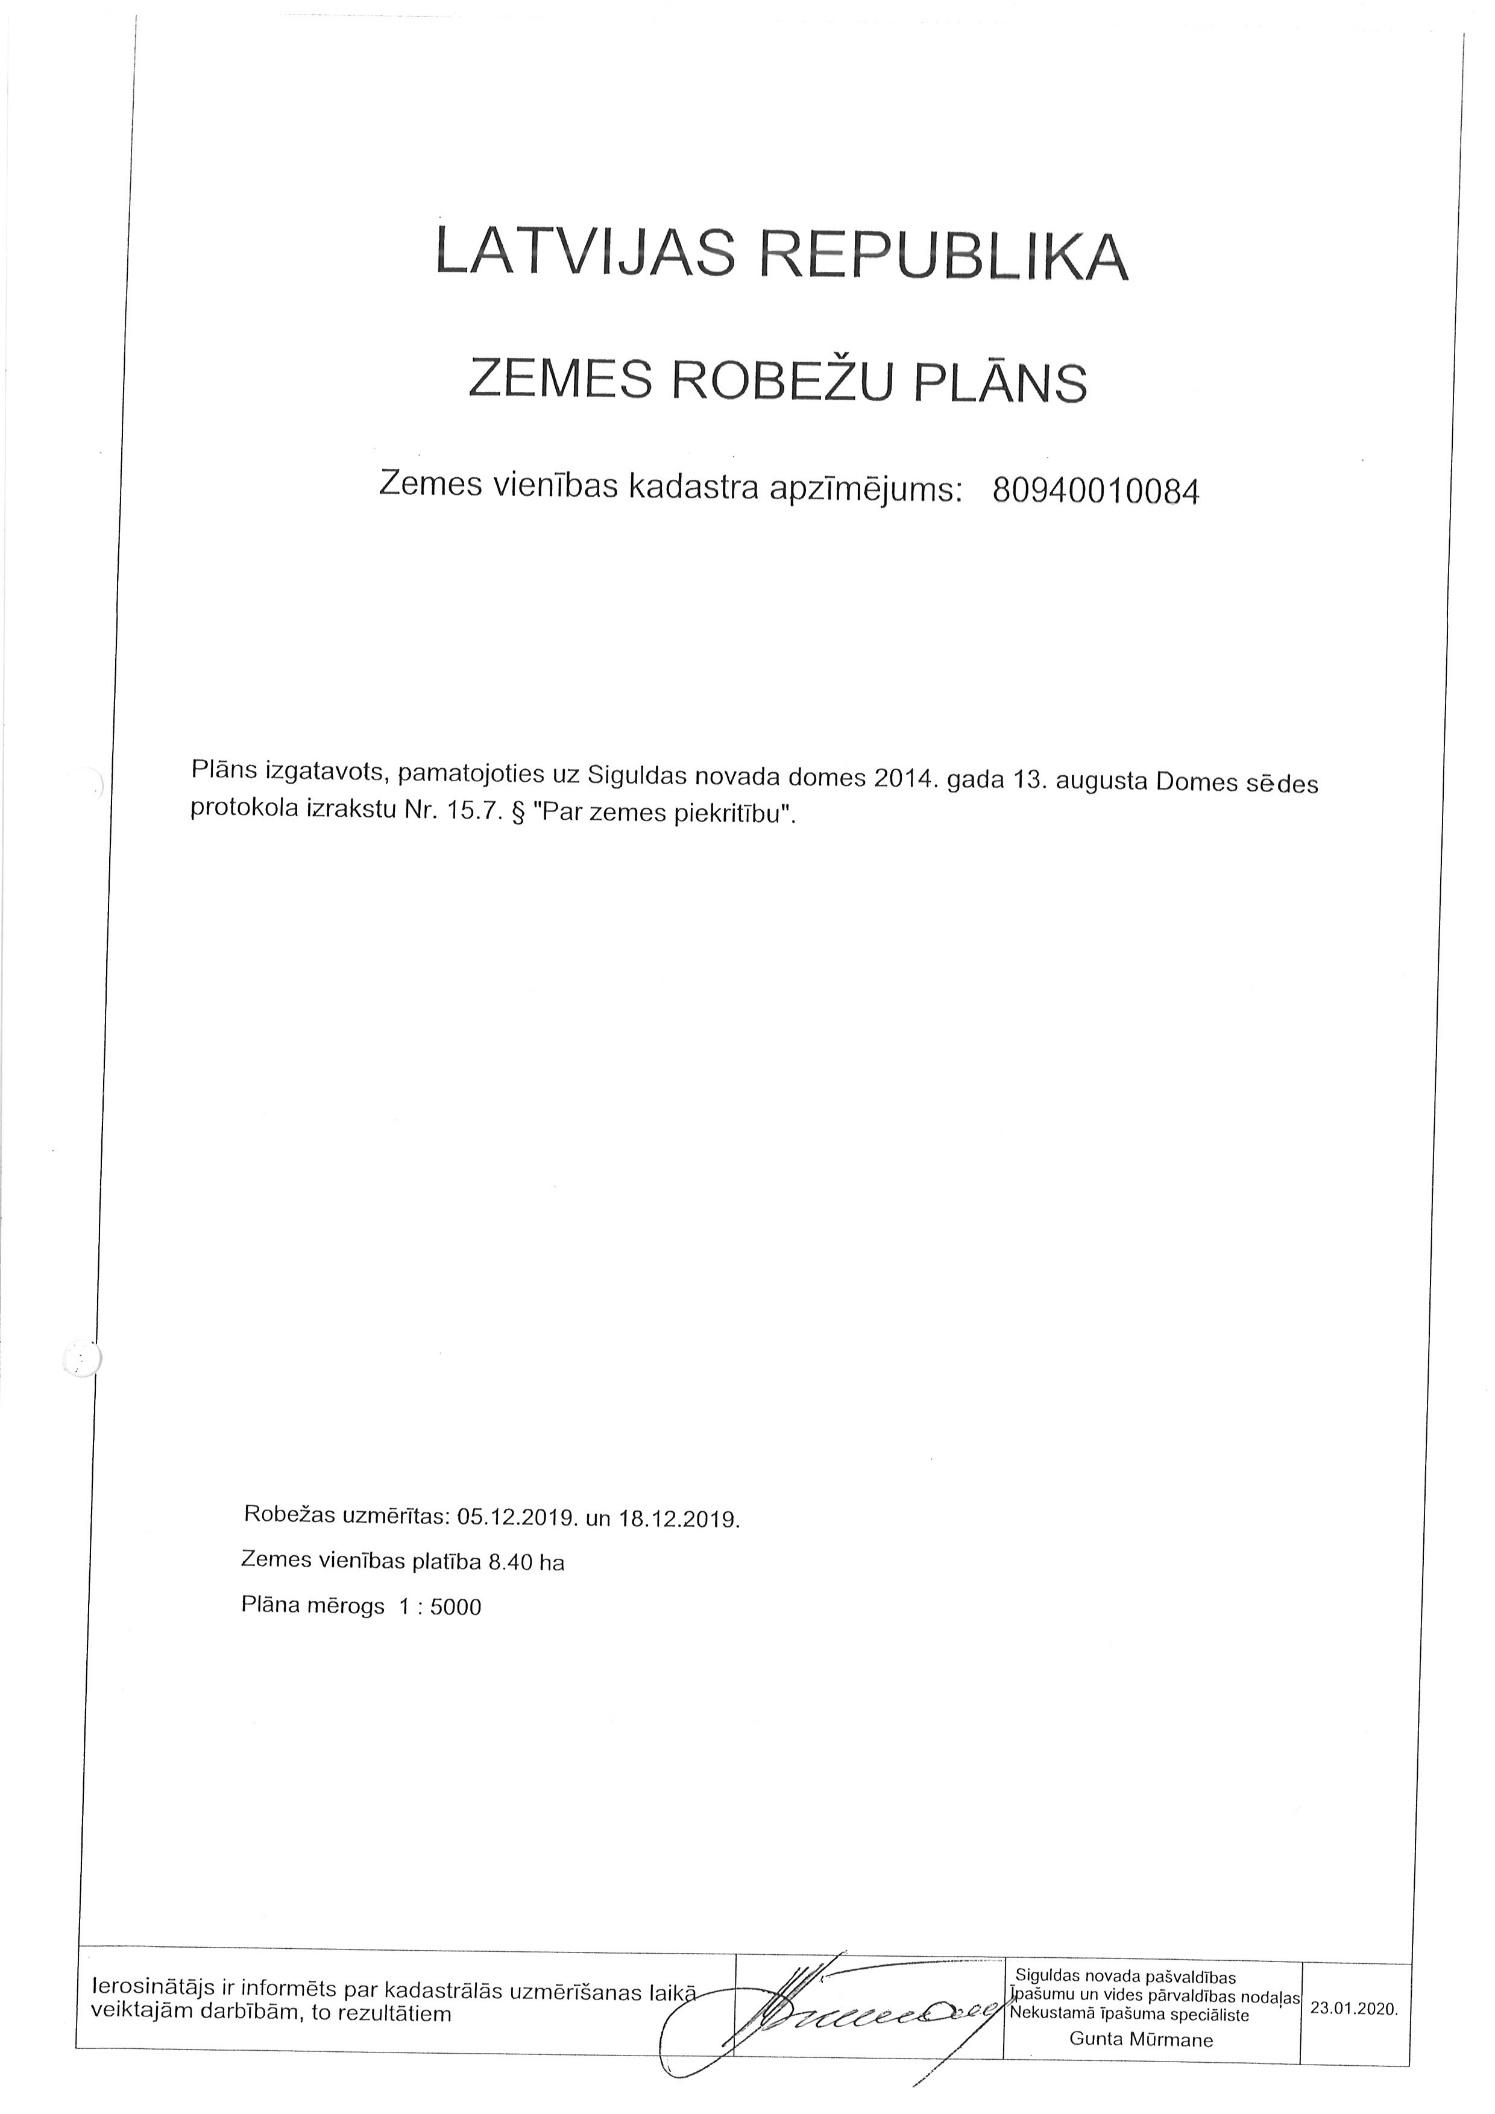 LATVIJAS REPUBLIKA
ZEMES ROBEŽU PLĀNS
Zemes vienības kadastra apzīmējums: 80940010084
Plāns izgatavots, pamatojoties uz Siguldas novada domes 2014. gada 13. augusta Domes sēdes
protokola izrakstu Nr. 15.7. § "Par zemes piekritību".
Robežas uzmērītas: 05.12.2019. un 18.12.2019.
Zemes vienības platība 8.40 ha
Plāna mērogs 1 : 5000
Ierosinātājs ir informēts par kadastrālās uzmērīšanas laikā
veiktajām darbībām, to rezultātiem
Siguldas novada pašvaldības
Īpašumu un vides pārvaldības nodaļas
Nekustamā īpašuma speciāliste
Gunta Mūrmane
23.01.2020.